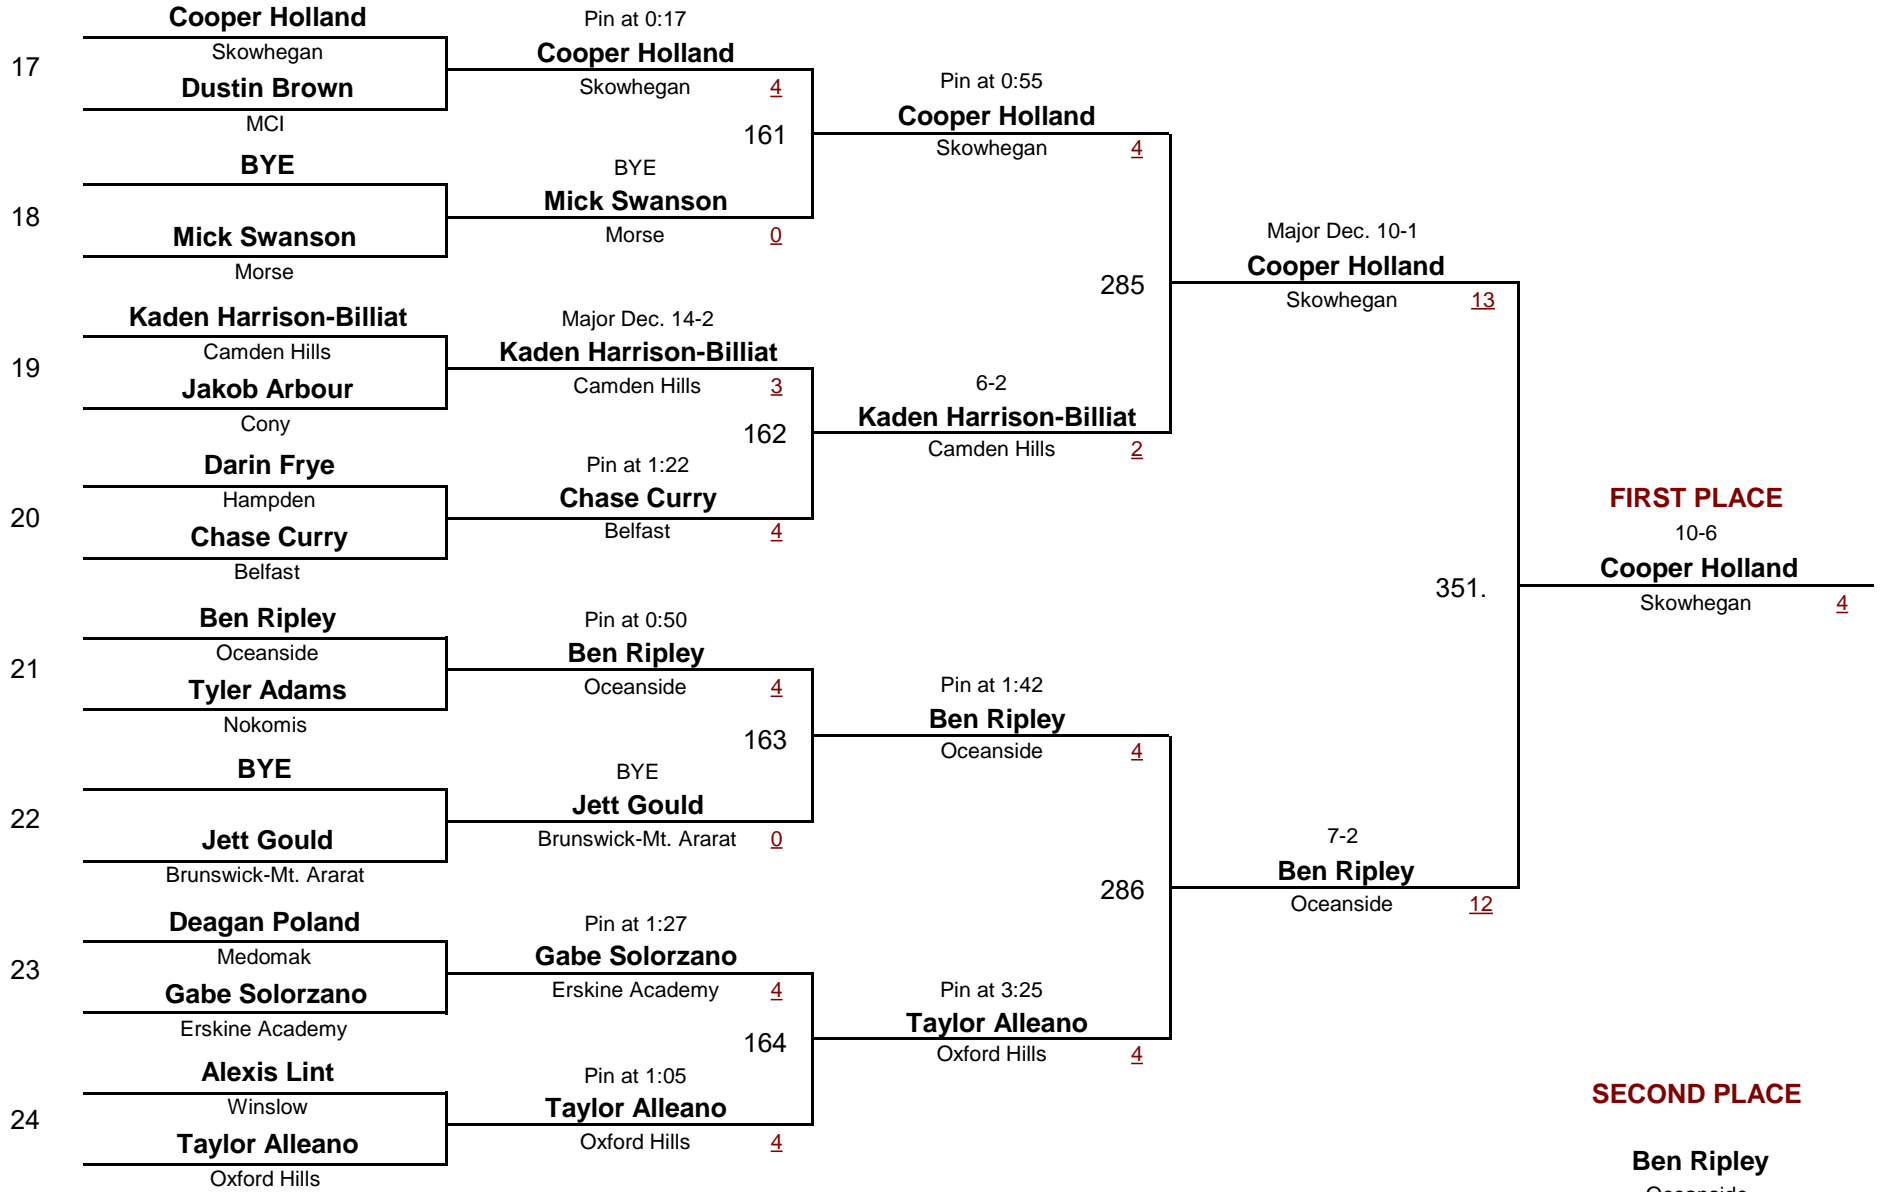 Cooper Holland
Skowhegan
17
Dustin Brown
MCI
BYE
18
Mick Swanson
Morse
Kaden Harrison-Billiat
Camden Hills
19
Jakob Arbour
Cony
Darin Frye
Hampden
20
Chase Curry
Belfast
Ben Ripley
Oceanside
21
Tyler Adams
Nokomis
BYE
22
Jett Gould
Brunswick-Mt. Ararat
Deagan Poland
Medomak
23
Gabe Solorzano
Erskine Academy
Alexis Lint
Winslow
24
Taylor Alleano
Oxford Hills
Pin at 0:17
Cooper Holland
Skowhegan 4
161
BYE
Mick Swanson
Morse 0
Major Dec. 14-2
Kaden Harrison-Billiat
Camden Hills 3
162
Pin at 1:22
Chase Curry
Belfast 4
Pin at 0:50
Ben Ripley
Oceanside 4
163
BYE
Jett Gould
Brunswick-Mt. Ararat 0
Pin at 1:27
Gabe Solorzano
Erskine Academy 4
164
Pin at 1:05
Taylor Alleano
Oxford Hills 4
Pin at 0:55
Cooper Holland
Skowhegan 4
285
6-2
Kaden Harrison-Billiat
Camden Hills 2
Pin at 1:42
Ben Ripley
Oceanside 4
286
Pin at 3:25
Taylor Alleano
Oxford Hills 4
Major Dec. 10-1
Cooper Holland
Skowhegan 13
351.
7-2
Ben Ripley
Oceanside 12
FIRST PLACE
10-6
Cooper Holland
Skowhegan 4
SECOND PLACE
Ben Ripley
Oceanside